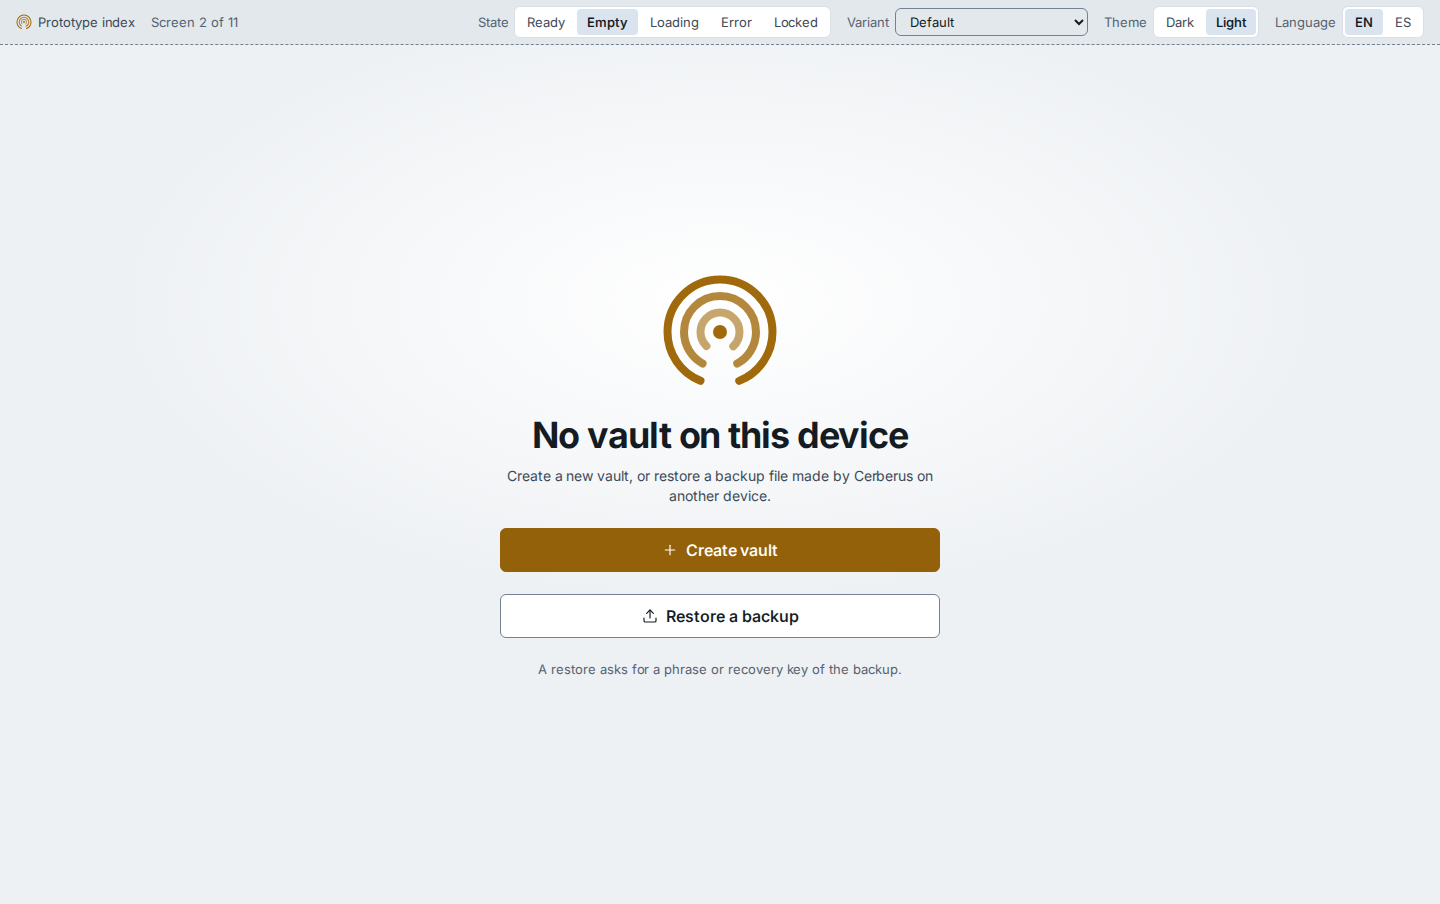 Prototype index Screen 2 of 11 State Ready Empty Loading Error Locked Variant Default Theme Dark Light Language EN ES
No vault on this device
Create a new vault, or restore a backup file made by Cerberus on
another device.
Create vault
Restore a backup
A restore asks for a phrase or recovery key of the backup.